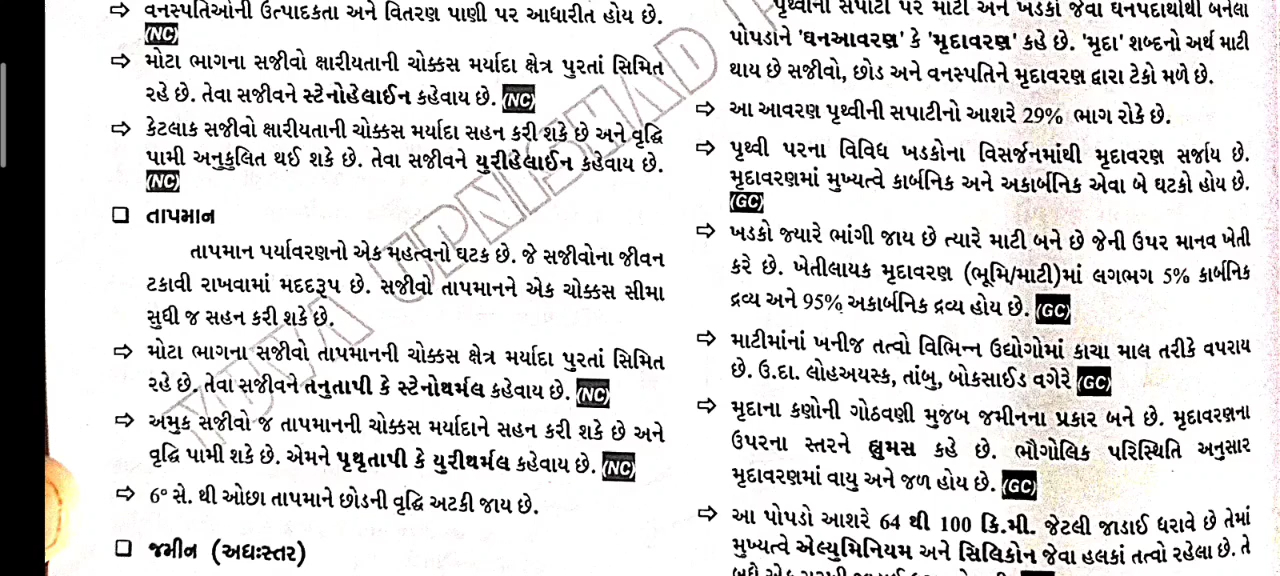 ⇨ વનસ્પતિઓની ઉત્પાદકતા અને વિતરણ પાણી પર આધારીત હોય છે.
(NC)
⇨ મોટા ભાગના સજીવો ક્ષારીયતાની ચોક્કસ મર્યાદા ક્ષેત્ર પુરતાં સિમિત
રહે છે. તેવા સજીવને સ્ટેનોહેલાઈન કહેવાય છે. (NC)
⇨ કેટલાક સજીવો ક્ષારીયતાની ચોક્કસ મર્યાદા સહન કરી શકે છે અને વૃદ્ધિ
પામી અનુકુલિત થઈ શકે છે. તેવા સજીવને યુરીહેલાઈન કહેવાય છે.
(NC)
❑ તાપમાન
તાપમાન પર્યાવરણનો એક મહત્વનો ઘટક છે. જે સજીવોના જીવન
ટકાવી રાખવામાં મદદરૂપ છે. સજીવો તાપમાનને એક ચોક્કસ સીમા
સુધી જ સહન કરી શકે છે.
⇨ મોટા ભાગના સજીવો તાપમાનની ચોક્કસ ક્ષેત્ર મર્યાદા પુરતાં સિમિત
રહે છે. તેવા સજીવને તનુતાપી કે સ્ટેનોથર્મલ કહેવાય છે. (NC)
⇨ અમુક સજીવો જ તાપમાનની ચોક્કસ મર્યાદાને સહન કરી શકે છે અને
વૃદ્ધિ પામી શકે છે. એમને પૃથૃતાપી કે યુરીથર્મલ કહેવાય છે. (NC)
⇨ 6° સે. થી ઓછા તાપમાને છોડની વૃદ્ધિ અટકી જાય છે.
❑ જમીન (અધઃસ્તર)
પૃથ્વીની સપાટી પર માટી અને ખડકો જેવા ઘનપદાર્થોથી બનેલા
પોપડાને 'ઘનઆવરણ' કે 'મૃદાવરણ' કહે છે. 'મૃદા' શબ્દનો અર્થ માટી
થાય છે સજીવો, છોડ અને વનસ્પતિને મૃદાવરણ દ્વારા ટેકો મળે છે.
⇨ આ આવરણ પૃથ્વીની સપાટીનો આશરે 29% ભાગ રોકે છે.
⇨ પૃથ્વી પરના વિવિધ ખડકોના વિસર્જનમાંથી મૃદાવરણ સર્જાય છે.
મૃદાવરણમાં મુખ્યત્વે કાર્બનિક અને અકાર્બનિક એવા બે ઘટકો હોય છે.
(GC)
⇨ ખડકો જ્યારે ભાંગી જાય છે ત્યારે માટી બને છે જેની ઉપર માનવ ખેતી
કરે છે. ખેતીલાયક મૃદાવરણ (ભૂમિ/માટી)માં લગભગ 5% કાર્બનિક
દ્રવ્ય અને 95% અકાર્બનિક દ્રવ્ય હોય છે. (GC)
⇨ માટીમાંનાં ખનીજ તત્વો વિભિન્ન ઉદ્યોગોમાં કાચા માલ તરીકે વપરાય
છે. ઉ.દા. લોહઅયસ્ક, તાંબુ, બોકસાઈડ વગેરે (GC)
⇨ મૃદાના કણોની ગોઠવણી મુજબ જમીનના પ્રકાર બને છે. મૃદાવરણના
ઉપરના સ્તરને હ્યુમસ કહે છે. ભૌગોલિક પરિસ્થિતિ અનુસાર
મૃદાવરણમાં વાયુ અને જળ હોય છે. (GC)
⇨ આ પોપડો આશરે 64 થી 100 કિ.મી. જેટલી જાડાઈ ધરાવે છે તેમાં
મુખ્યત્વે એલ્યુમિનિયમ અને સિલિકોન જેવા હલકાં તત્વો રહેલા છે. તે